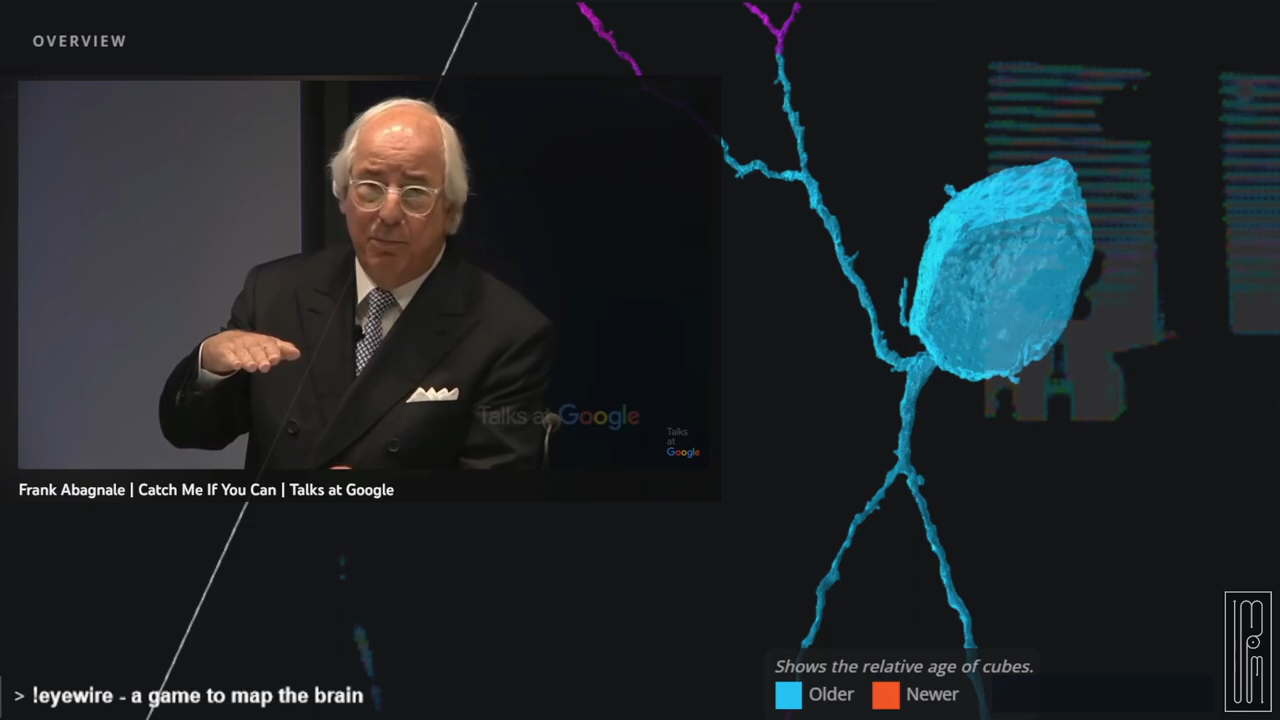 OVERVIEW
Talks at Google
Talks
at
Google
Frank Abagnale | Catch Me If You Can | Talks at Google
Shows the relative age of cubes.
Older
Newer
> !eyewire - a game to map the brain